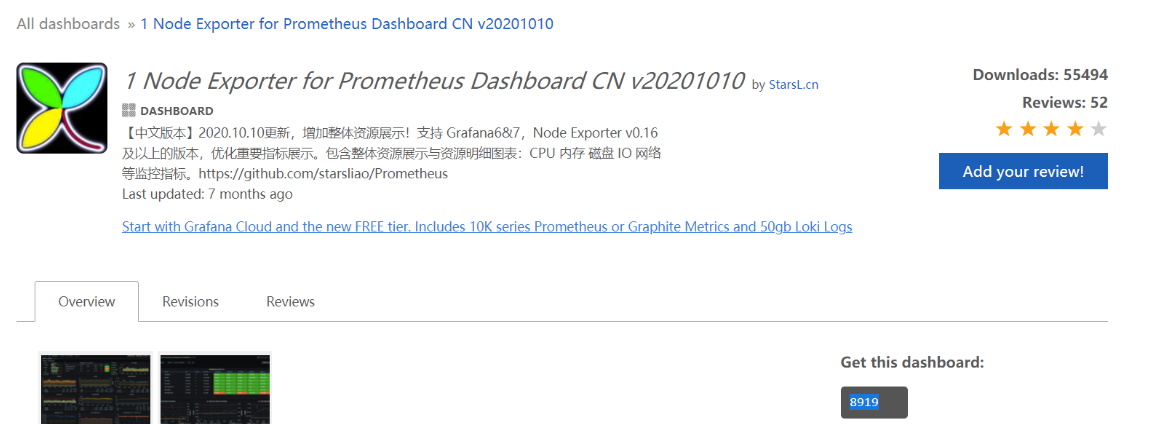 All dashboards » 1 Node Exporter for Prometheus Dashboard CN v20201010
1 Node Exporter for Prometheus Dashboard CN v20201010 by StarsL.cn
DASHBOARD
【中文版本】2020.10.10更新，增加整体资源展示！支持 Grafana6&7，Node Exporter v0.16
及以上的版本，优化重要指标展示。包含整体资源展示与资源明细图表：CPU 内存 磁盘 IO 网络
等监控指标。https://github.com/starsliao/Prometheus
Last updated: 7 months ago
Start with Grafana Cloud and the new FREE tier. Includes 10K series Prometheus or Graphite Metrics and 50gb Loki Logs
Downloads: 55494
Reviews: 52
Add your review!
Overview Revisions Reviews
Get this dashboard:
8919